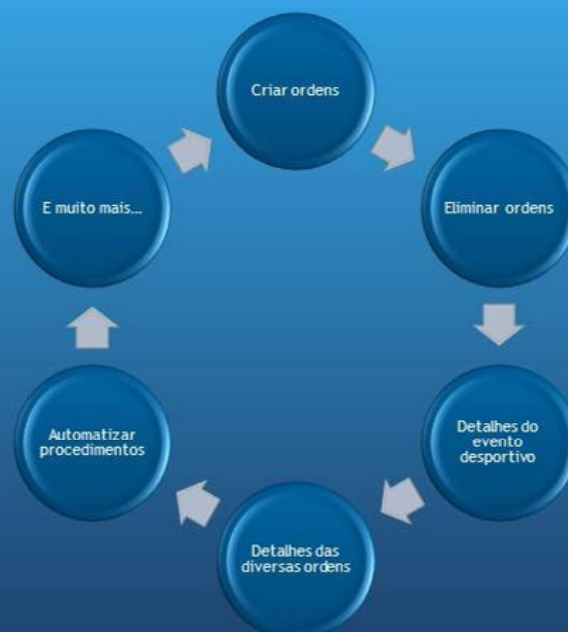 Criar ordens
Eliminar ordens
Detalhes do
evento
desportivo
Detalhes das
diversas ordens
Automatizar
procedimentos
E muito mais...